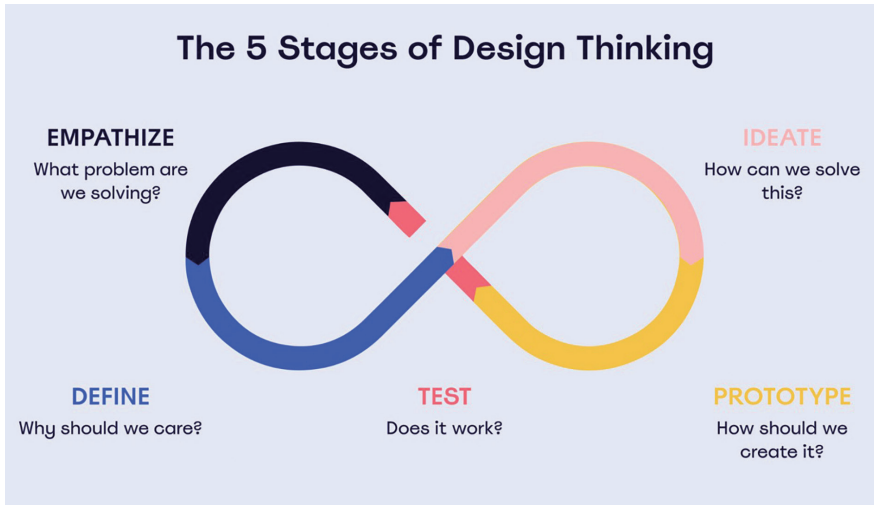 The 5 Stages of Design Thinking
EMPATHIZE
What problem are
we solving?
IDEATE
How can we solve
this?
DEFINE
Why should we care?
TEST
Does it work?
PROTOTYPE
How should we
create it?